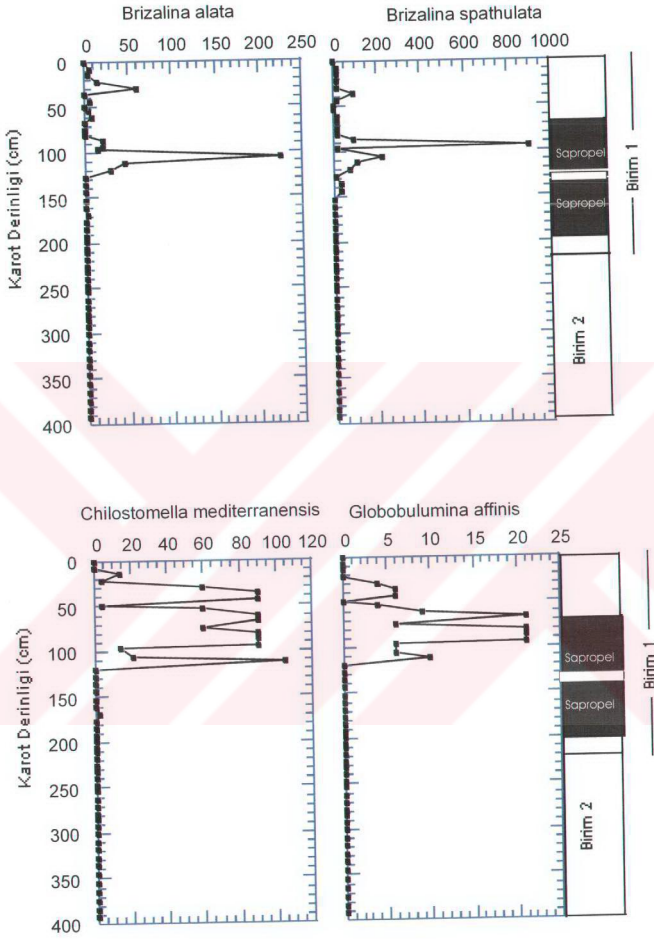 Brizalina alata Brizalina spathulata
0 50 100 150 200 250 0 200 400 600 800 1000
Karot Derinligi (cm)
0
50
100
150
200
250
300
350
400
Sapropel
Sapropel
Birim 1
Birim 2
Chilostomella mediterranensis Globobulumina affinis
0 20 40 60 80 100 120 0 5 10 15 20 25
Karot Derinligi (cm)
0
50
100
150
200
250
300
350
400
Sapropel
Sapropel
Birim 1
Birim 2